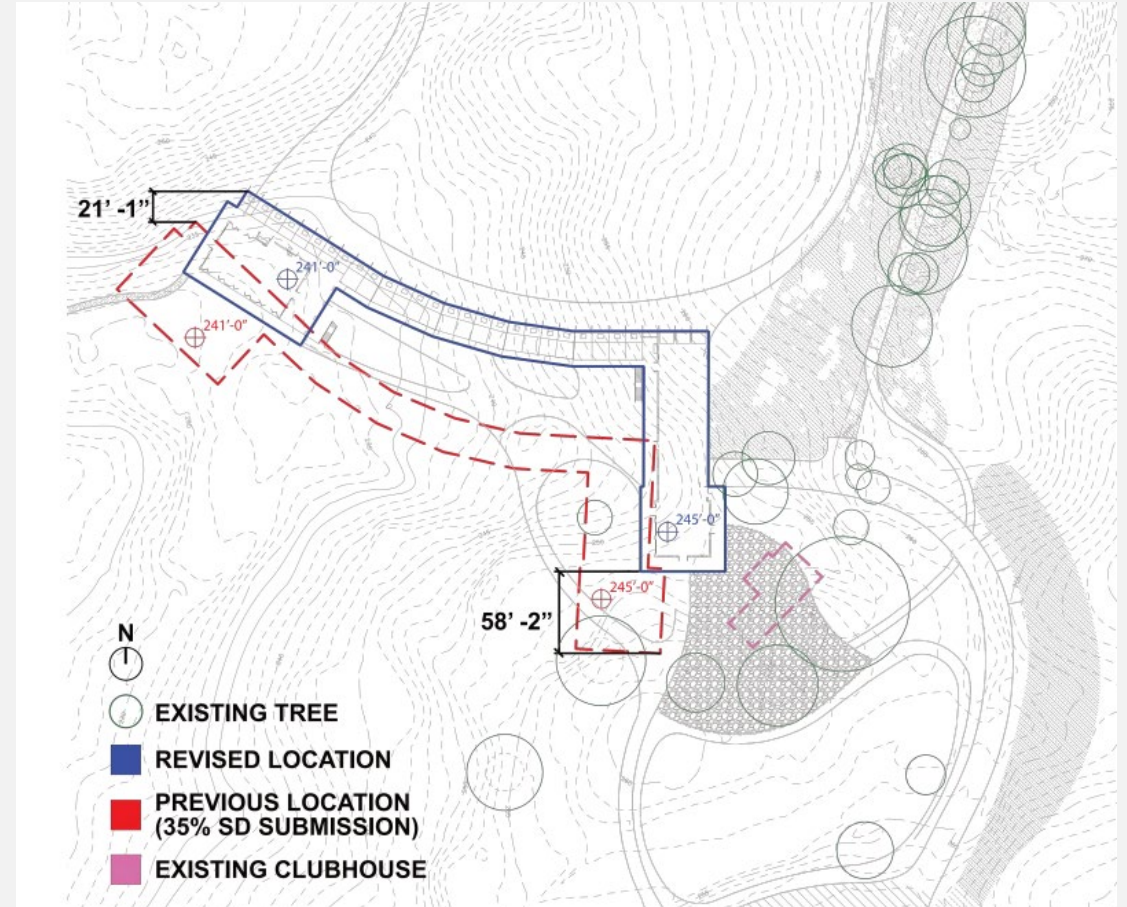 21' -1”
241'-0”
241'-0”
245'-0”
245'-0”
58' -2”
N
EXISTING TREE
REVISED LOCATION
PREVIOUS LOCATION
(35% SD SUBMISSION)
EXISTING CLUBHOUSE